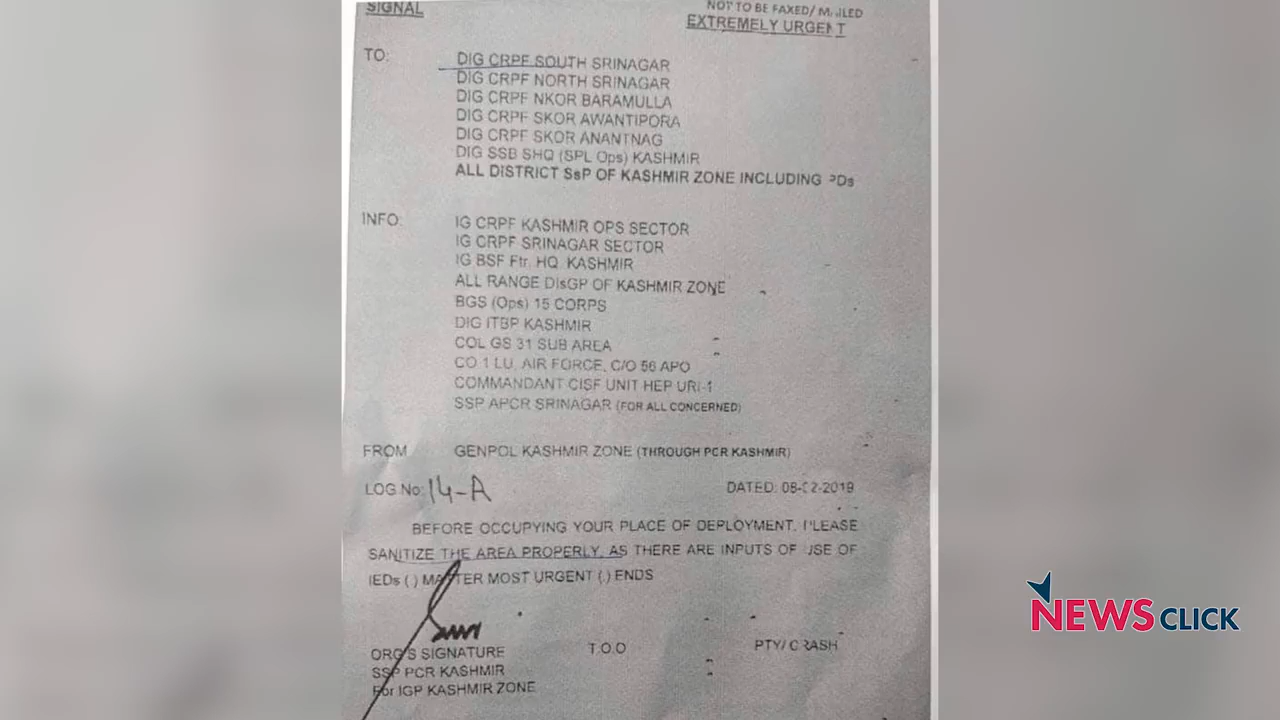 SIGNAL
NOT TO BE FAXED/ MAILED
EXTREMELY URGENT
TO:
DIG CRPF SOUTH SRINAGAR
DIG CRPF NORTH SRINAGAR
DIG CRPF NKOR BARAMULLA
DIG CRPF SKOR AWANTIPORA
DIG CRPF SKOR ANANTNAG
DIG SSB SHQ (SPL Ops) KASHMIR
ALL DISTRICT SsP OF KASHMIR ZONE INCLUDING PDs
INFO:
IG CRPF KASHMIR OPS SECTOR
IG CRPF SRINAGAR SECTOR
IG BSF Ftr. HQ. KASHMIR
ALL RANGE DIsGP OF KASHMIR ZONE
BGS (Ops) 15 CORPS
DIG ITBP KASHMIR
COL GS 31 SUB AREA
CO 1 LU, AIR FORCE, C/O 56 APO
COMMANDANT CISF UNIT HEP URI-1
SSP APCR SRINAGAR (FOR ALL CONCERNED)
FROM GENPOL KASHMIR ZONE (THROUGH PCR KASHMIR)
LOG No: 14-A
DATED: 08-02-2019
BEFORE OCCUPYING YOUR PLACE OF DEPLOYMENT, PLEASE
SANITIZE THE AREA PROPERLY, AS THERE ARE INPUTS OF USE OF
IEDs (.) MATTER MOST URGENT (.) ENDS
ORG'S SIGNATURE T.O.O PTY/ CRASH
SSP PCR KASHMIR
For IGP KASHMIR ZONE
NEWSCLICK